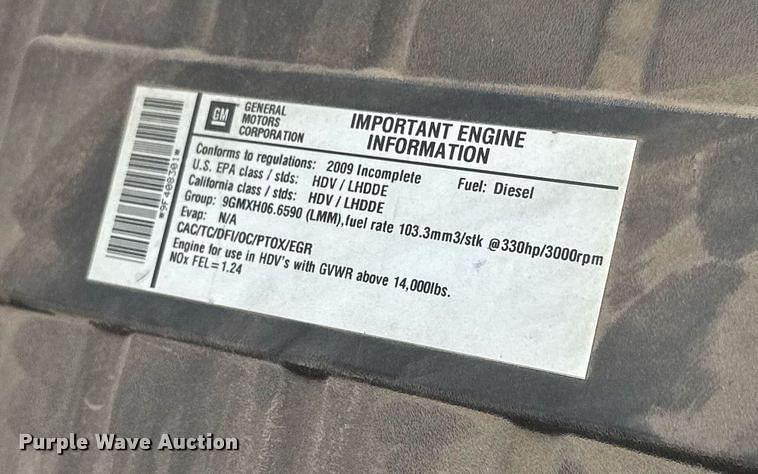 *9F408301*
GM
GENERAL
MOTORS
CORPORATION
IMPORTANT ENGINE
INFORMATION
Conforms to regulations: 2009 Incomplete Fuel: Diesel
U.S. EPA class / stds: HDV / LHDDE
California class / stds: HDV / LHDDE
Group: 9GMXH06.6590 (LMM),fuel rate 103.3mm3/stk @330hp/3000rpm
Evap: N/A
CAC/TC/DFI/OC/PTOX/EGR
Engine for use in HDV's with GVWR above 14,000lbs.
NOx FEL=1.24
Purple Wave Auction